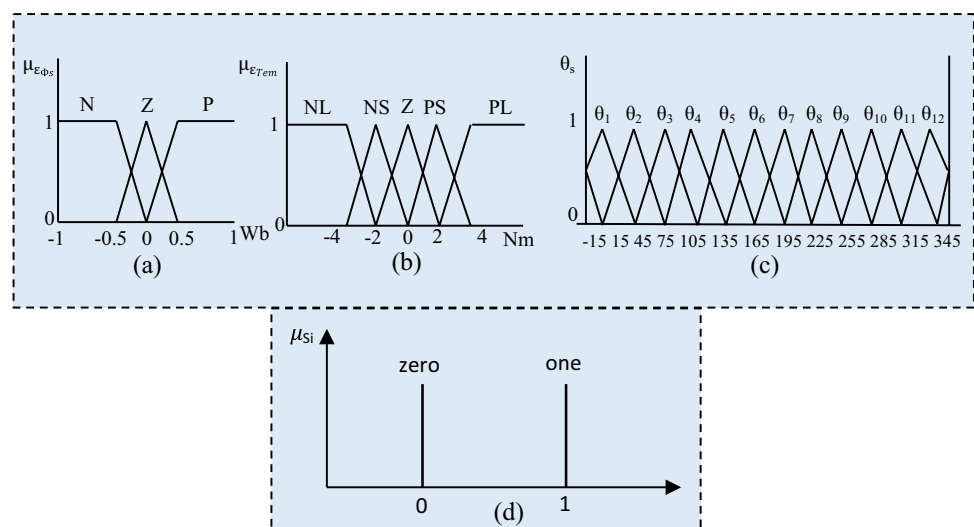 μεΦs
N Z P
1
0
-1 -0.5 0 0.5 1 Wb
(a)
μεTem
NL NS Z PS PL
1
0
-4 -2 0 2 4 Nm
(b)
θs
θ1 θ2 θ3 θ4 θ5 θ6 θ7 θ8 θ9 θ10 θ11 θ12
1
0
-15 15 45 75 105 135 165 195 225 255 285 315 345
(c)
μSi
zero one
0 1
(d)